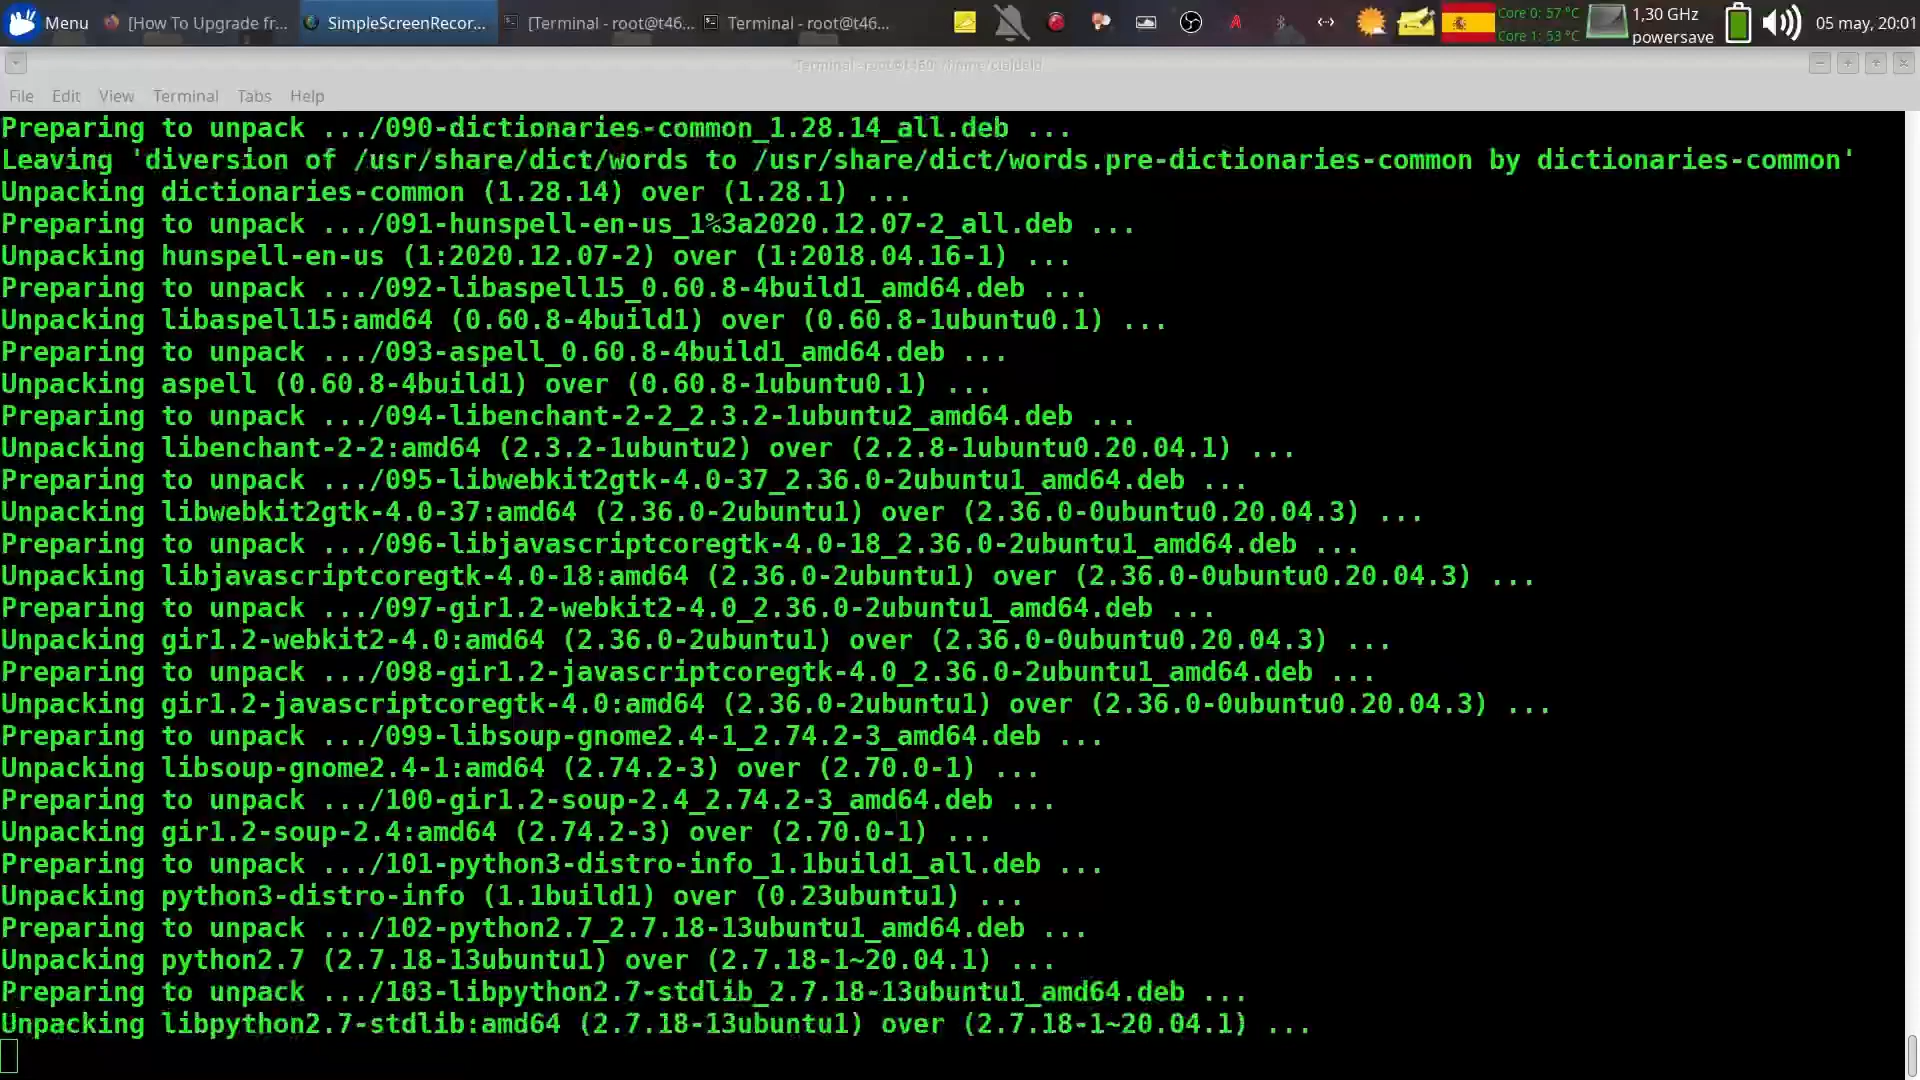 Menu [How To Upgrade fr... SimpleScreenRecor... [Terminal - root@t46... Terminal - root@t46... Core 0: 57 °C Core 1: 53 °C 1,30 GHz powersave 05 may, 20:01
File Edit View Terminal Tabs Help
Preparing to unpack .../090-dictionaries-common_1.28.14_all.deb ...
Leaving 'diversion of /usr/share/dict/words to /usr/share/dict/words.pre-dictionaries-common by dictionaries-common'
Unpacking dictionaries-common (1.28.14) over (1.28.1) ...
Preparing to unpack .../091-hunspell-en-us_1%3a2020.12.07-2_all.deb ...
Unpacking hunspell-en-us (1:2020.12.07-2) over (1:2018.04.16-1) ...
Preparing to unpack .../092-libaspell15_0.60.8-4build1_amd64.deb ...
Unpacking libaspell15:amd64 (0.60.8-4build1) over (0.60.8-1ubuntu0.1) ...
Preparing to unpack .../093-aspell_0.60.8-4build1_amd64.deb ...
Unpacking aspell (0.60.8-4build1) over (0.60.8-1ubuntu0.1) ...
Preparing to unpack .../094-libenchant-2-2_2.3.2-1ubuntu2_amd64.deb ...
Unpacking libenchant-2-2:amd64 (2.3.2-1ubuntu2) over (2.2.8-1ubuntu0.20.04.1) ...
Preparing to unpack .../095-libwebkit2gtk-4.0-37_2.36.0-2ubuntu1_amd64.deb ...
Unpacking libwebkit2gtk-4.0-37:amd64 (2.36.0-2ubuntu1) over (2.36.0-0ubuntu0.20.04.3) ...
Preparing to unpack .../096-libjavascriptcoregtk-4.0-18_2.36.0-2ubuntu1_amd64.deb ...
Unpacking libjavascriptcoregtk-4.0-18:amd64 (2.36.0-2ubuntu1) over (2.36.0-0ubuntu0.20.04.3) ...
Preparing to unpack .../097-gir1.2-webkit2-4.0_2.36.0-2ubuntu1_amd64.deb ...
Unpacking gir1.2-webkit2-4.0:amd64 (2.36.0-2ubuntu1) over (2.36.0-0ubuntu0.20.04.3) ...
Preparing to unpack .../098-gir1.2-javascriptcoregtk-4.0_2.36.0-2ubuntu1_amd64.deb ...
Unpacking gir1.2-javascriptcoregtk-4.0:amd64 (2.36.0-2ubuntu1) over (2.36.0-0ubuntu0.20.04.3) ...
Preparing to unpack .../099-libsoup-gnome2.4-1_2.74.2-3_amd64.deb ...
Unpacking libsoup-gnome2.4-1:amd64 (2.74.2-3) over (2.70.0-1) ...
Preparing to unpack .../100-gir1.2-soup-2.4_2.74.2-3_amd64.deb ...
Unpacking gir1.2-soup-2.4:amd64 (2.74.2-3) over (2.70.0-1) ...
Preparing to unpack .../101-python3-distro-info_1.1build1_all.deb ...
Unpacking python3-distro-info (1.1build1) over (0.23ubuntu1) ...
Preparing to unpack .../102-python2.7_2.7.18-13ubuntu1_amd64.deb ...
Unpacking python2.7 (2.7.18-13ubuntu1) over (2.7.18-1~20.04.1) ...
Preparing to unpack .../103-libpython2.7-stdlib_2.7.18-13ubuntu1_amd64.deb ...
Unpacking libpython2.7-stdlib:amd64 (2.7.18-13ubuntu1) over (2.7.18-1~20.04.1) ...